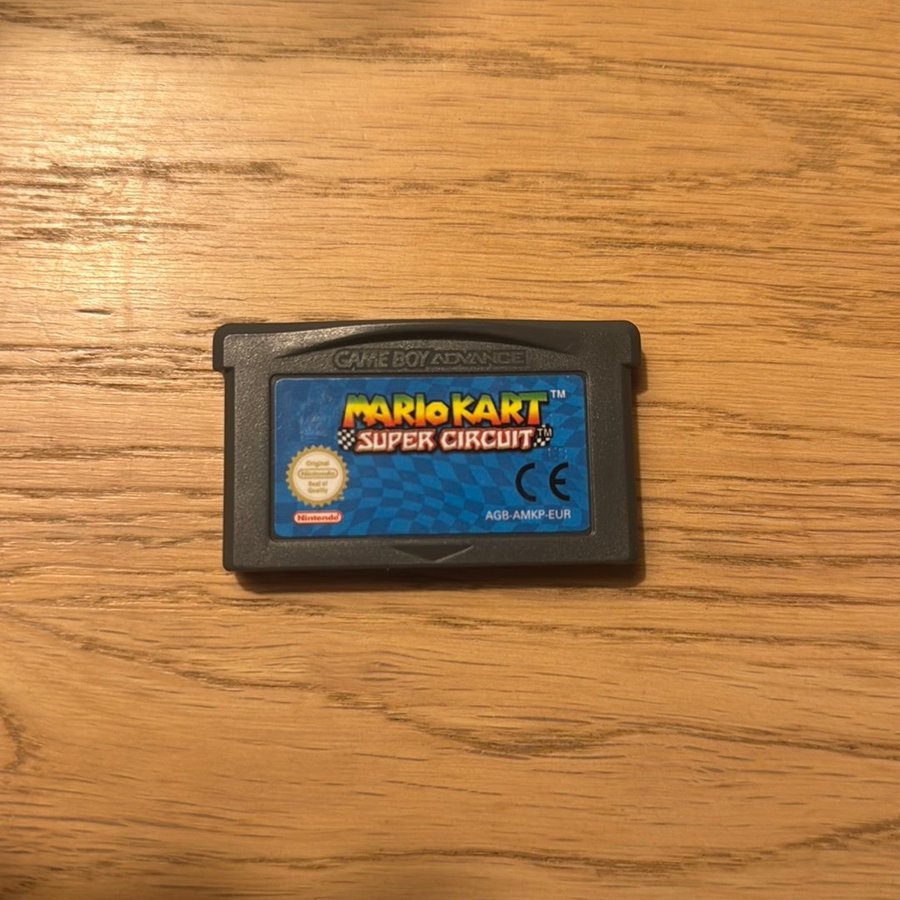 GAME BOY ADVANCE
MARIO KART™
SUPER CIRCUIT™
Original
Nintendo
Seal of
Quality
CE
Nintendo
AGB-AMKP-EUR